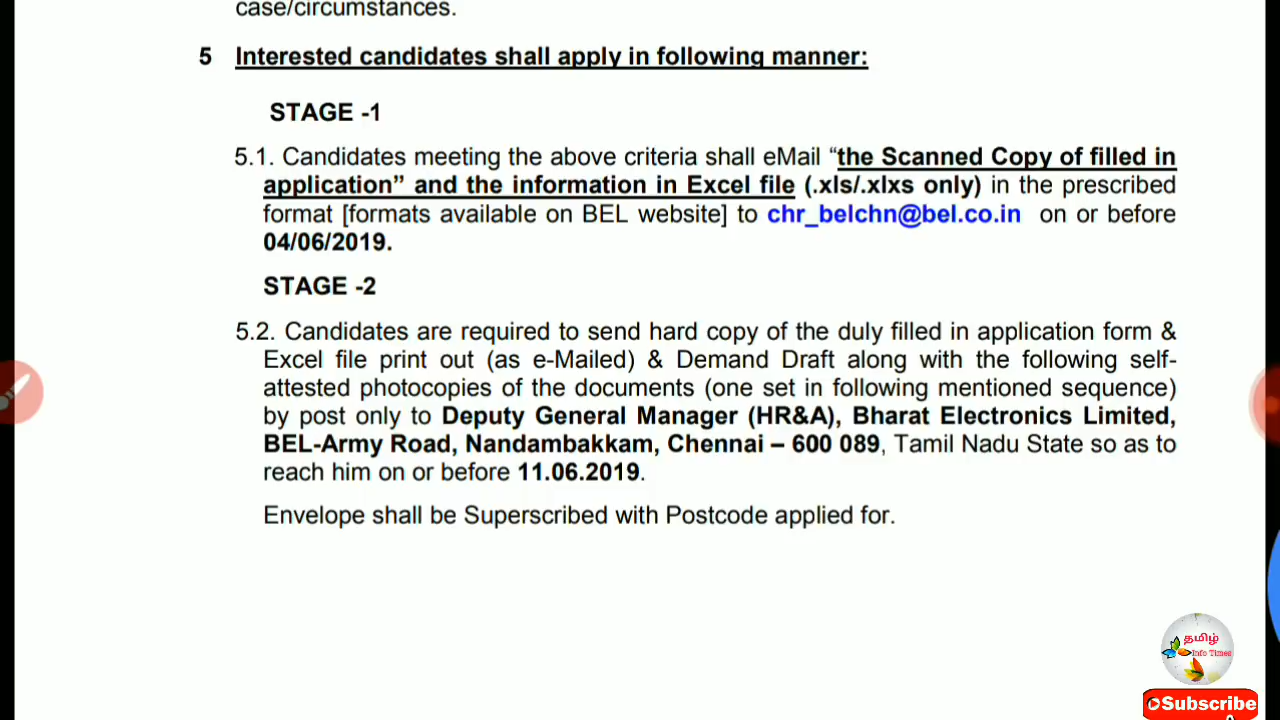 case/circumstances.
5 Interested candidates shall apply in following manner:
STAGE -1
5.1. Candidates meeting the above criteria shall eMail “the Scanned Copy of filled in
application” and the information in Excel file (.xls/.xlxs only) in the prescribed
format [formats available on BEL website] to chr_belchn@bel.co.in on or before
04/06/2019.
STAGE -2
5.2. Candidates are required to send hard copy of the duly filled in application form &
Excel file print out (as e-Mailed) & Demand Draft along with the following self-
attested photocopies of the documents (one set in following mentioned sequence)
by post only to Deputy General Manager (HR&A), Bharat Electronics Limited,
BEL-Army Road, Nandambakkam, Chennai – 600 089, Tamil Nadu State so as to
reach him on or before 11.06.2019.
Envelope shall be Superscribed with Postcode applied for.
தமிழ்
Info Times
Subscribe